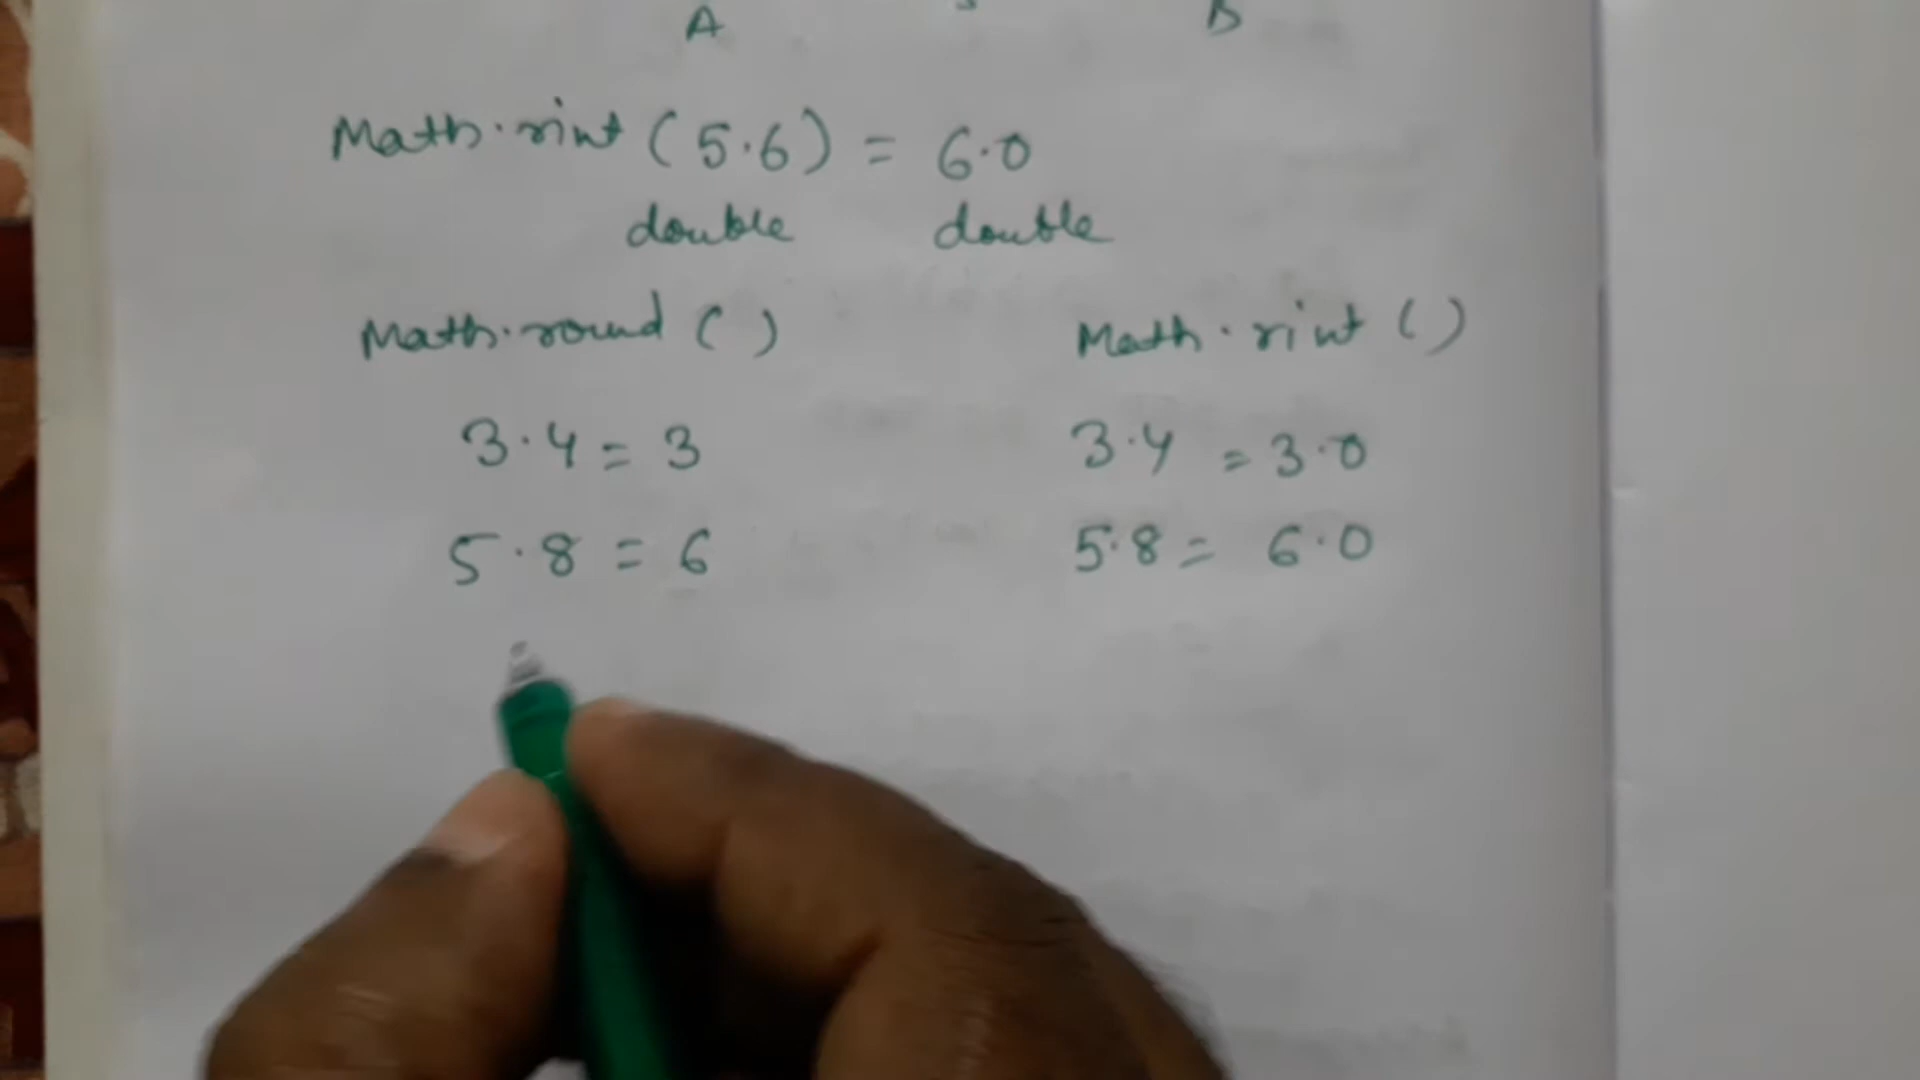 A B
Math.rint (5.6) = 6.0
double double
Math.round ( ) Math.rint ( )
3.4 = 3 3.4 = 3.0
5.8 = 6 5.8 = 6.0